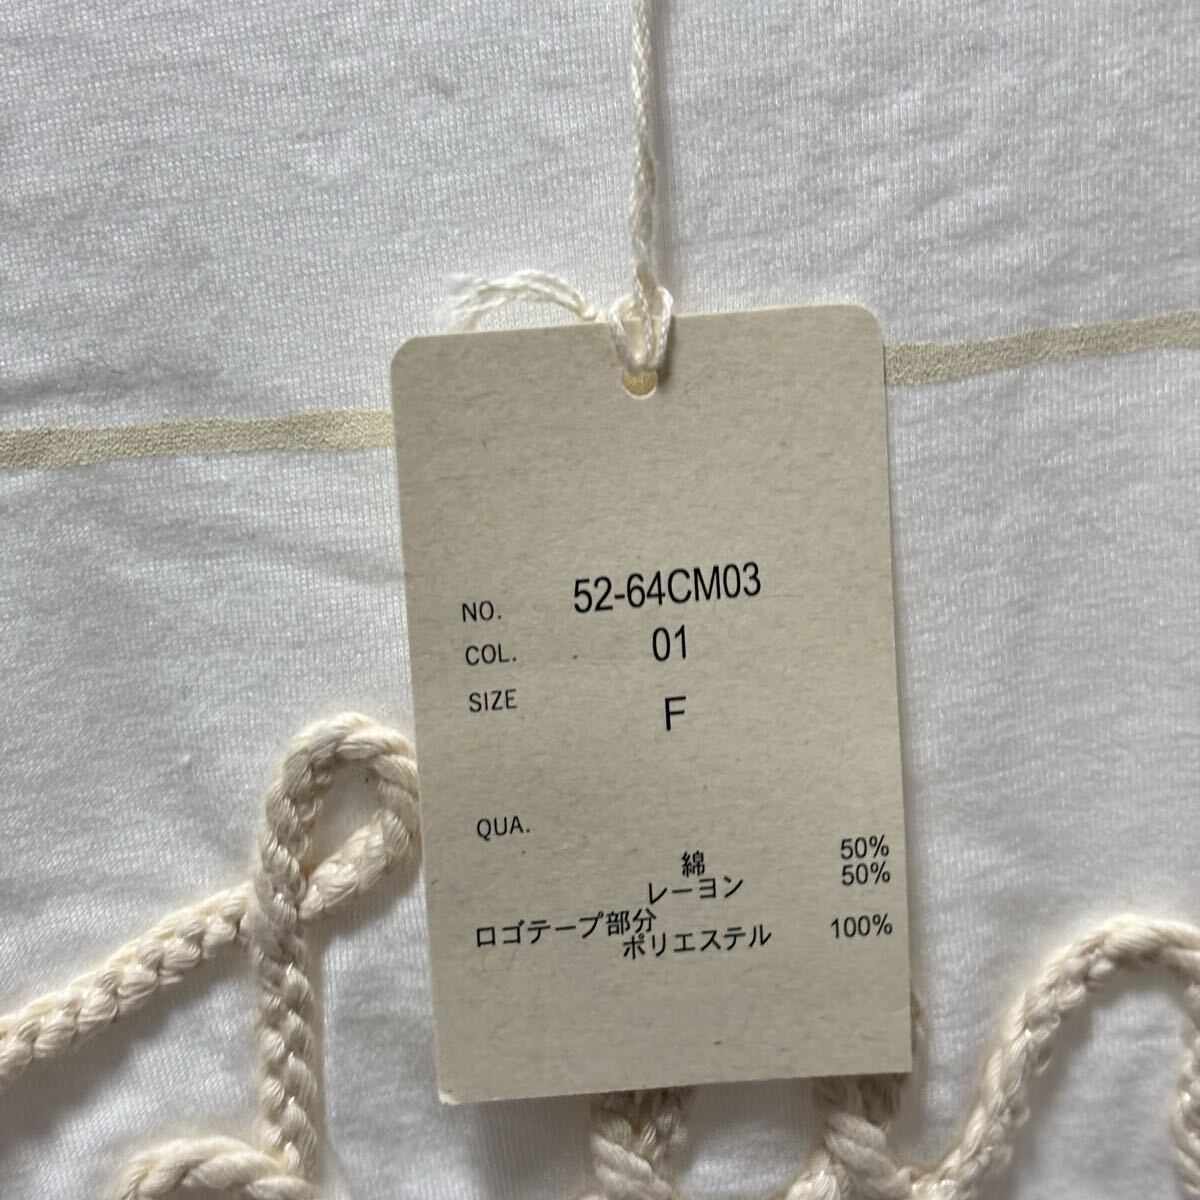 NO. 52-64CM03
COL. 01
SIZE F
QUA.
綿 50%
レーヨン 50%
ロゴテープ部分
ポリエステル 100%